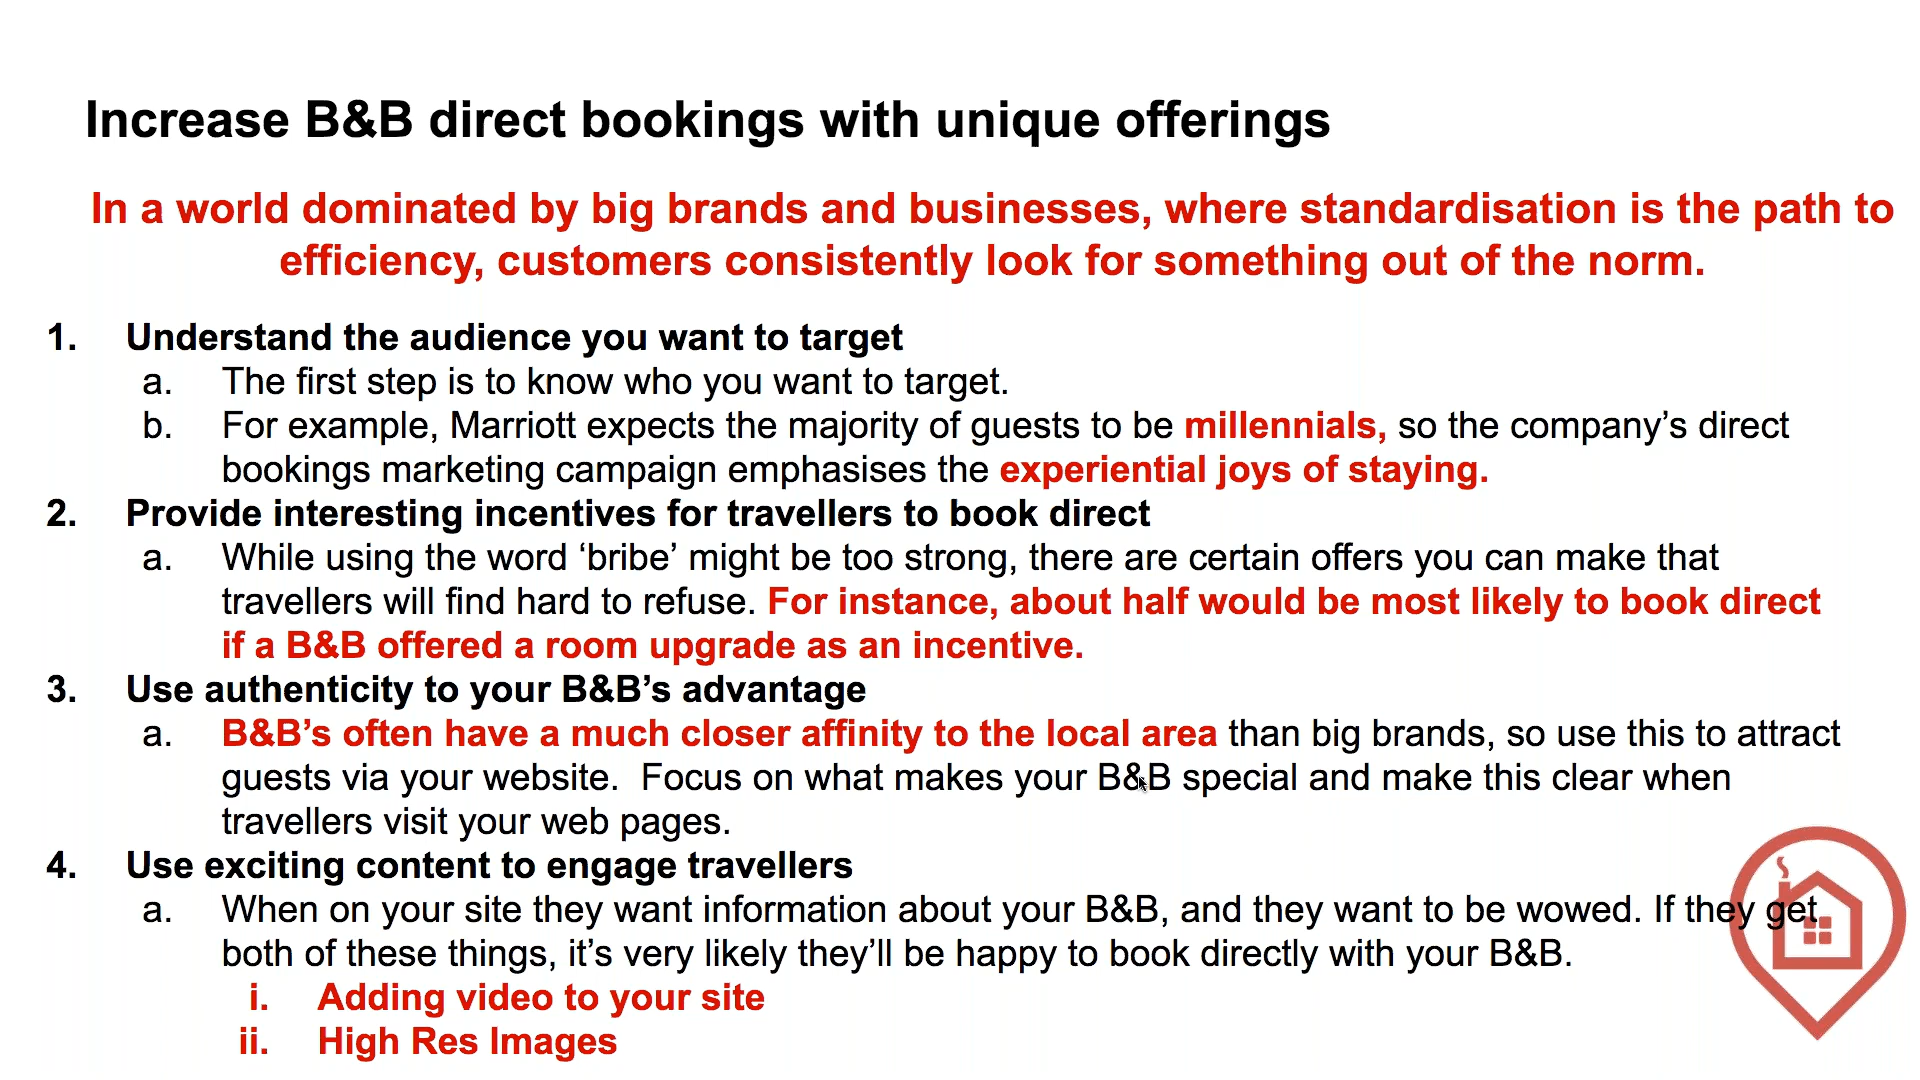 Increase B&B direct bookings with unique offerings
In a world dominated by big brands and businesses, where standardisation is the path to
efficiency, customers consistently look for something out of the norm.
1. Understand the audience you want to target
a. The first step is to know who you want to target.
b. For example, Marriott expects the majority of guests to be millennials, so the company’s direct
bookings marketing campaign emphasises the experiential joys of staying.
2. Provide interesting incentives for travellers to book direct
a. While using the word ‘bribe’ might be too strong, there are certain offers you can make that
travellers will find hard to refuse. For instance, about half would be most likely to book direct
if a B&B offered a room upgrade as an incentive.
3. Use authenticity to your B&B’s advantage
a. B&B’s often have a much closer affinity to the local area than big brands, so use this to attract
guests via your website.  Focus on what makes your B&B special and make this clear when
travellers visit your web pages.
4. Use exciting content to engage travellers
a. When on your site they want information about your B&B, and they want to be wowed. If they get
both of these things, it’s very likely they’ll be happy to book directly with your B&B.
i. Adding video to your site
ii. High Res Images